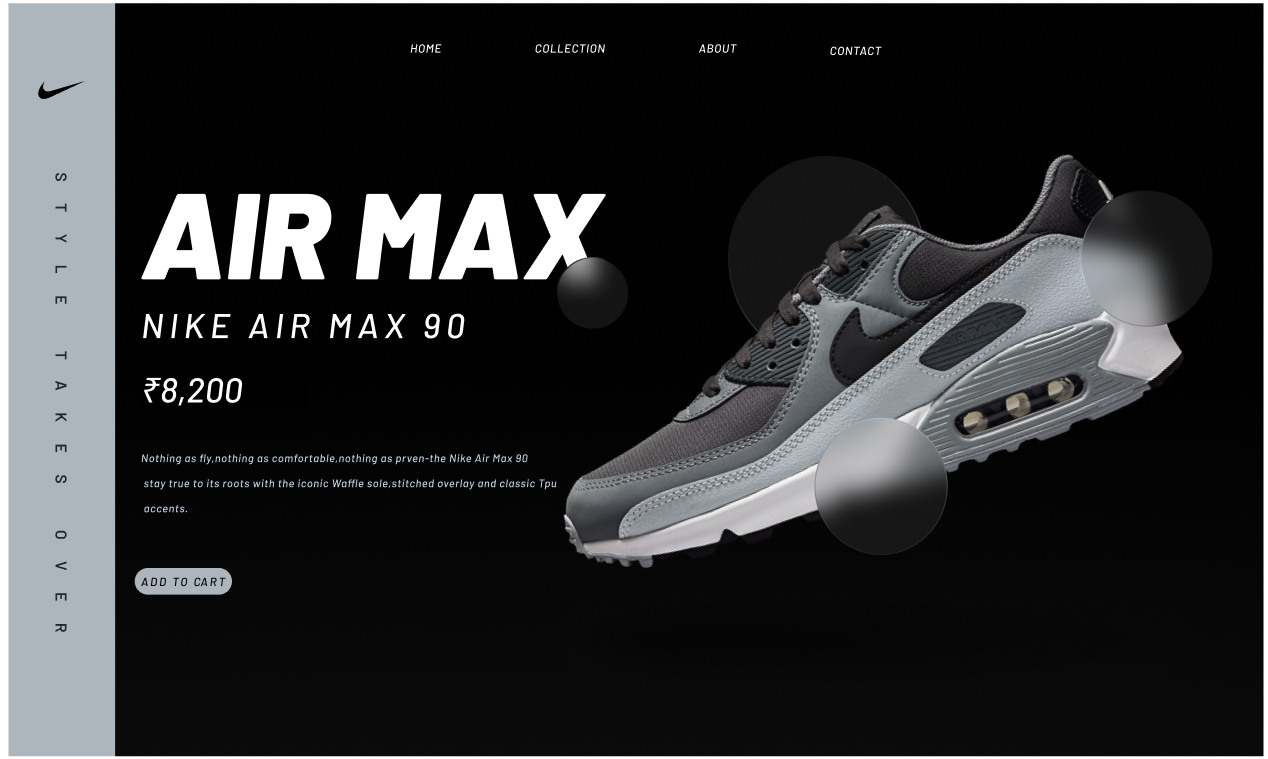 HOME COLLECTION ABOUT CONTACT
STYLE TAKES OVER
AIR MAX
NIKE AIR MAX 90
₹8,200
Nothing as fly,nothing as comfortable,nothing as prven-the Nike Air Max 90
stay true to its roots with the iconic Waffle sole,stitched overlay and classic Tpu
accents.
ADD TO CART